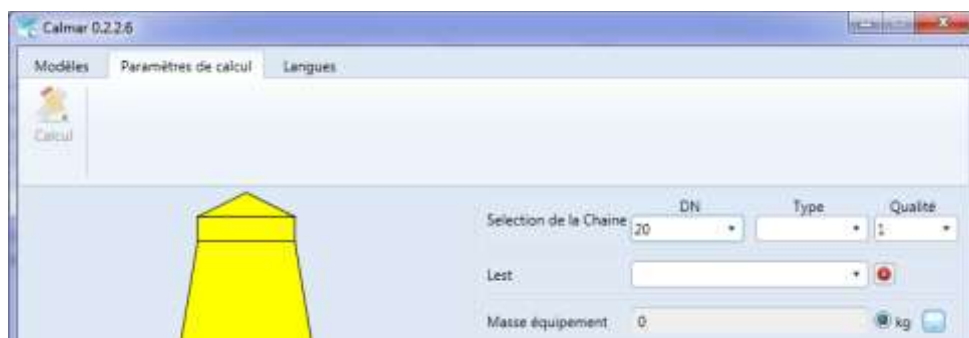 Calmar 0.2.2.6
Modèles Paramètres de calcul Langues
Calcul
DN Type Qualité
Selection de la Chaine 20 1
Lest
Masse équipement 0 kg